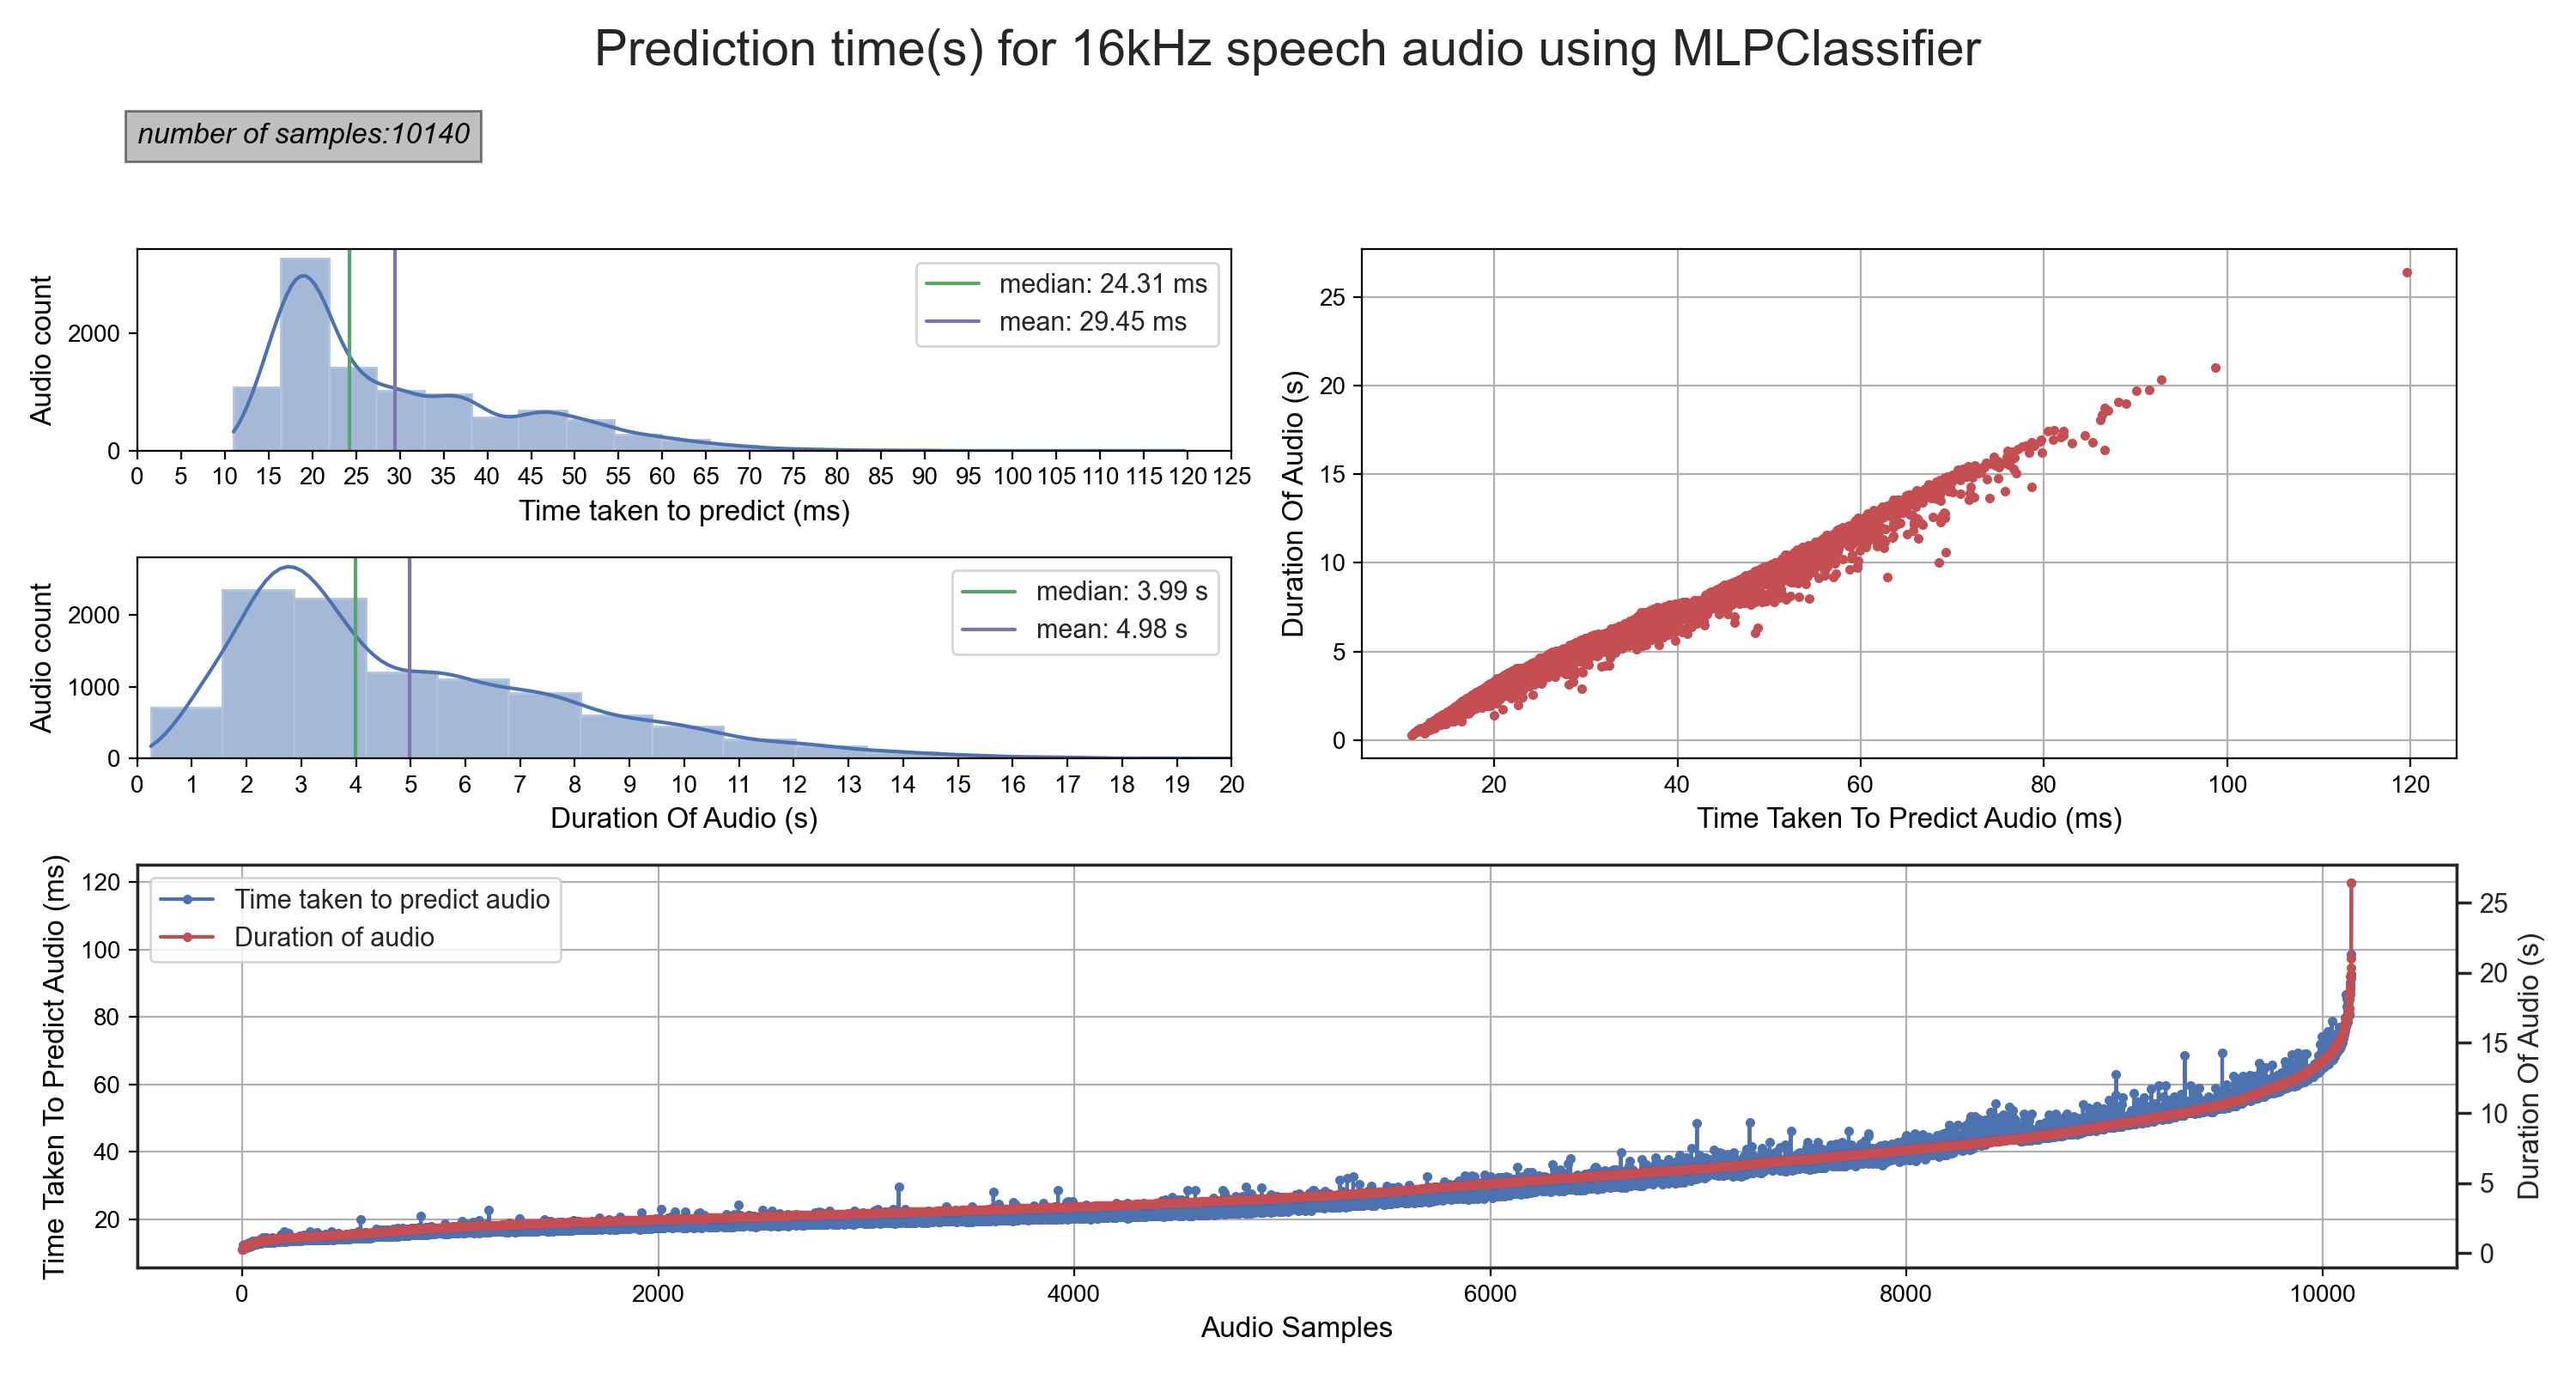 Prediction time(s) for 16kHz speech audio using MLPClassifier
number of samples:10140
Audio count
2000
0
median: 24.31 ms
mean: 29.45 ms
0 5 10 15 20 25 30 35 40 45 50 55 60 65 70 75 80 85 90 95 100 105 110 115 120 125
Time taken to predict (ms)
Audio count
2000
1000
0
median: 3.99 s
mean: 4.98 s
0 1 2 3 4 5 6 7 8 9 10 11 12 13 14 15 16 17 18 19 20
Duration Of Audio (s)
Duration Of Audio (s)
25
20
15
10
5
0
20 40 60 80 100 120
Time Taken To Predict Audio (ms)
Time Taken To Predict Audio (ms)
120
100
80
60
40
20
Time taken to predict audio
Duration of audio
0 2000 4000 6000 8000 10000
Audio Samples
25
20
15
10
5
0
Duration Of Audio (s)